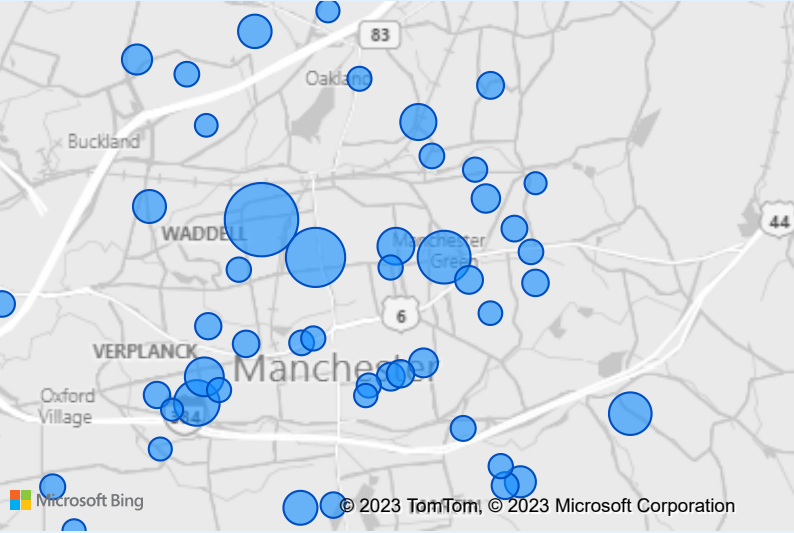 83
Oakland
Buckland
44
WADDELL
Manchester
Green
6
VERPLANCK
Manchester
Oxford
Village
384
Microsoft Bing
© 2023 TomTom, © 2023 Microsoft Corporation